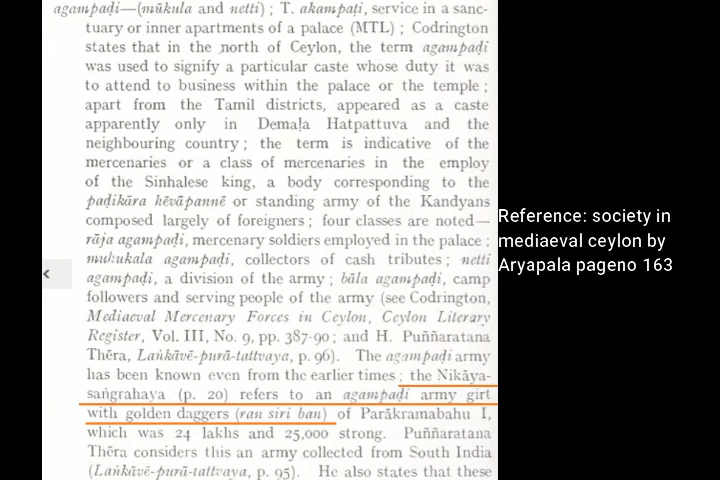 agampaḍi—(mūkula and netti) ; T. akampaṭi, service in a sanc-
tuary or inner apartments of a palace (MTL) ; Codrington
states that in the north of Ceylon, the term agampaḍi
was used to signify a particular caste whose duty it was
to attend to business within the palace or the temple ;
apart from the Tamil districts, appeared as a caste
apparently only in Demaḷa Hatpattuva and the
neighbouring country ; the term is indicative of the
mercenaries or a class of mercenaries in the employ
of the Sinhalese king, a body corresponding to the
paḍikāra hēvāpannē or standing army of the Kandyans
composed largely of foreigners ; four classes are noted—
rāja agampaḍi, mercenary soldiers employed in the palace ;
mukukala agampaḍi, collectors of cash tributes ; netti
agampaḍi, a division of the army ; bāla agampaḍi, camp
followers and serving people of the army (see Codrington,
Mediaeval Mercenary Forces in Ceylon, Ceylon Literary
Register, Vol. III, No. 9, pp. 387-90 ; and H. Puññaratana
Thēra, Laṅkāvē-purā-tattvaya, p. 96). The agampaḍi army
has been known even from the earlier times ; the Nikāya-
saṅgrahaya (p. 20) refers to an agampaḍi army girt
with golden daggers (ran siri ban) of Parākramabahu I,
which was 24 lakhs and 25,000 strong. Puññaratana
Thēra considers this an army collected from South India
(Laṅkāvē-purā-tattvaya, p. 95). He also states that these
Reference: society in
mediaeval ceylon by
Aryapala pageno 163